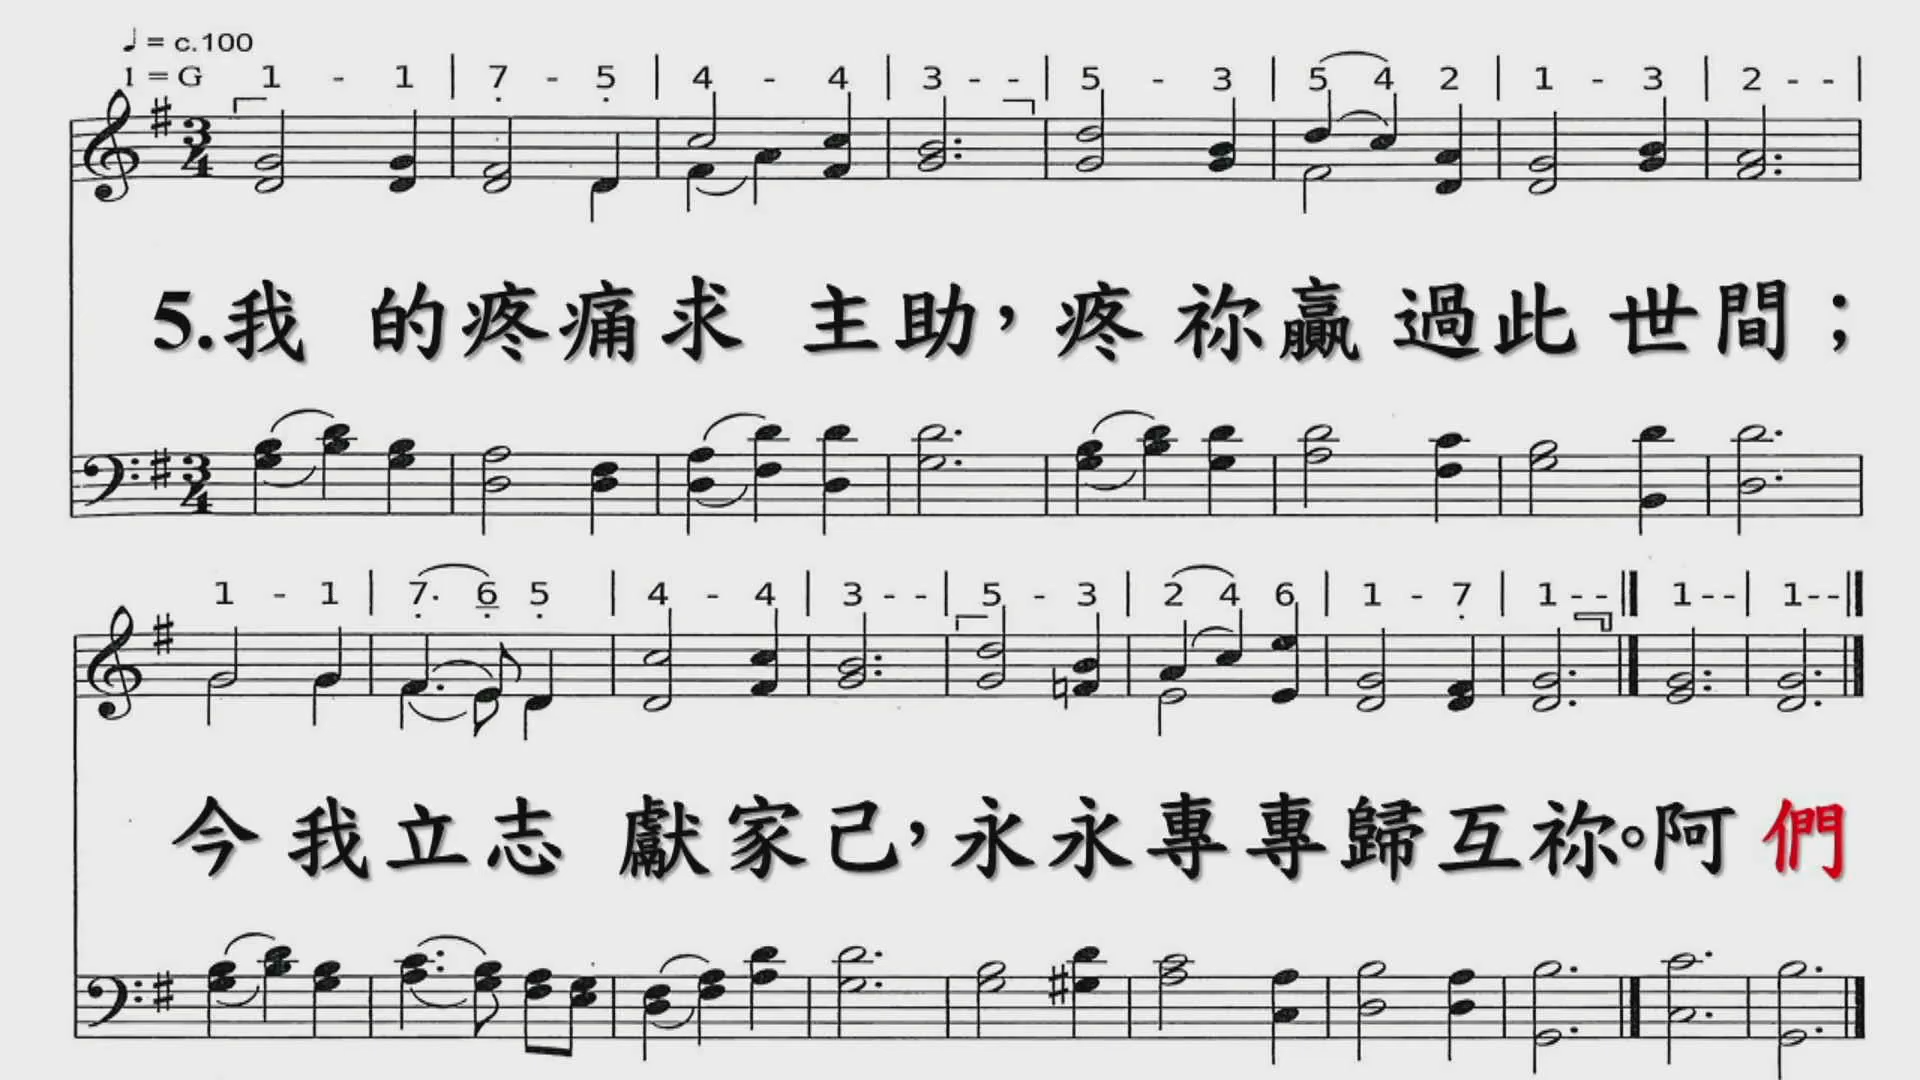 ♩ = c.100
1 = G 1 - 1 | 7̣ - 5̣ | 4 - 4 | 3 - - | 5 - 3 | 5 4 2 | 1 - 3 | 2 - - |
5.我 的疼痛求 主助，疼 祢贏 過此 世間；
1 - 1 | 7̣. 6̣ 5̣ | 4 - 4 | 3 - - | 5 - 3 | 2 4 6 | 1 - 7̣ | 1 - - || 1 - - | 1 - - ||
今我立志 獻家己，永永專專歸互祢。阿們